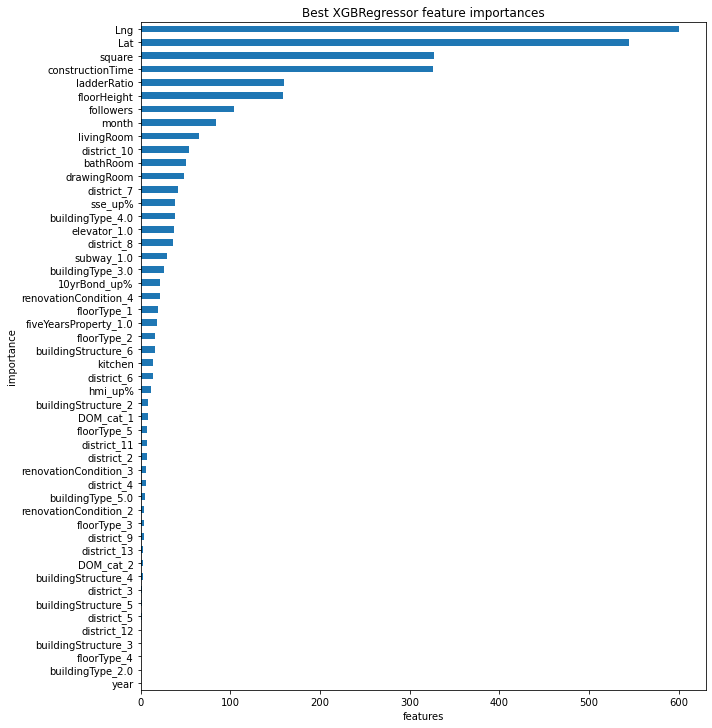 Best XGBRegressor feature importances
Lng
Lat
square
constructionTime
ladderRatio
floorHeight
followers
month
livingRoom
district_10
bathRoom
drawingRoom
district_7
sse_up%
buildingType_4.0
elevator_1.0
district_8
subway_1.0
buildingType_3.0
10yrBond_up%
renovationCondition_4
floorType_1
fiveYearsProperty_1.0
floorType_2
buildingStructure_6
kitchen
district_6
hmi_up%
buildingStructure_2
DOM_cat_1
floorType_5
district_11
district_2
renovationCondition_3
district_4
buildingType_5.0
renovationCondition_2
floorType_3
district_9
district_13
DOM_cat_2
buildingStructure_4
district_3
buildingStructure_5
district_5
district_12
buildingStructure_3
floorType_4
buildingType_2.0
year
importance
0 100 200 300 400 500 600
features